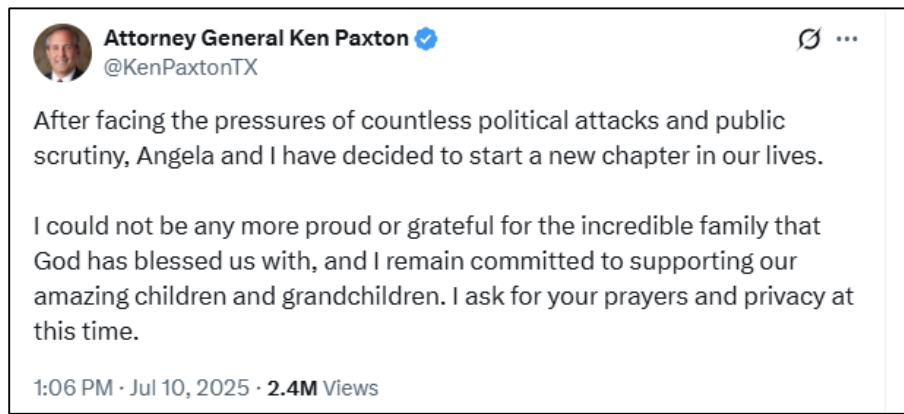 Attorney General Ken Paxton
@KenPaxtonTX
After facing the pressures of countless political attacks and public
scrutiny, Angela and I have decided to start a new chapter in our lives.
I could not be any more proud or grateful for the incredible family that
God has blessed us with, and I remain committed to supporting our
amazing children and grandchildren. I ask for your prayers and privacy at
this time.
1:06 PM · Jul 10, 2025 · 2.4M Views